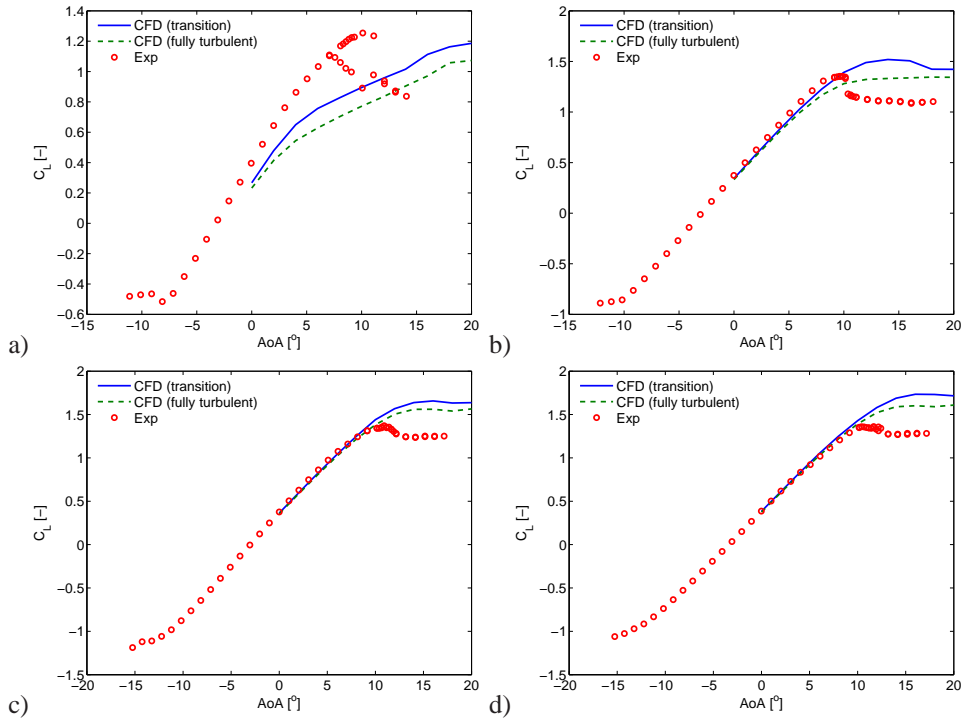 CFD (transition)
CFD (fully turbulent)
Exp
1.4
1.2
1
0.8
0.6
0.4
0.2
0
−0.2
−0.4
−0.6
C_L [−]
−15 −10 −5 0 5 10 15 20
AoA [°]
a)
CFD (transition)
CFD (fully turbulent)
Exp
2
1.5
1
0.5
0
−0.5
−1
C_L [−]
−15 −10 −5 0 5 10 15 20
AoA [°]
b)
CFD (transition)
CFD (fully turbulent)
Exp
2
1.5
1
0.5
0
−0.5
−1
−1.5
C_L [−]
−20 −15 −10 −5 0 5 10 15 20
AoA [°]
c)
CFD (transition)
CFD (fully turbulent)
Exp
2
1.5
1
0.5
0
−0.5
−1
−1.5
C_L [−]
−20 −15 −10 −5 0 5 10 15 20
AoA [°]
d)